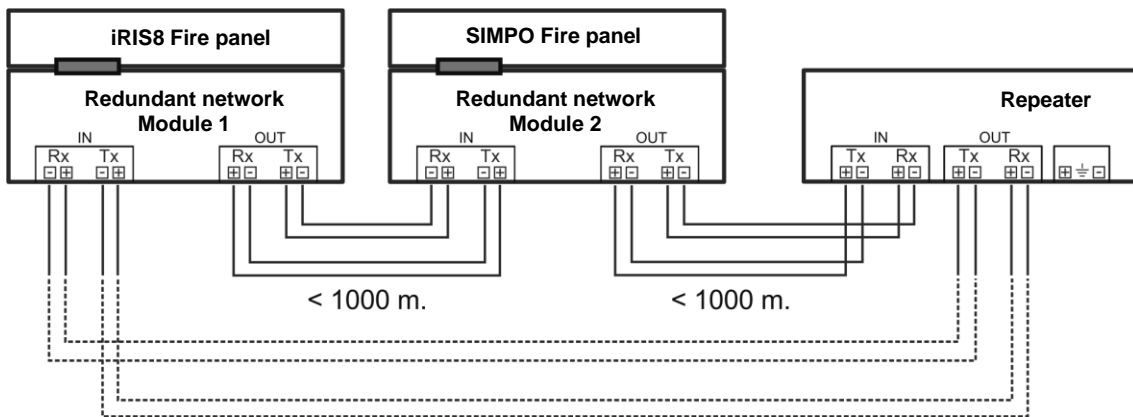 iRIS8 Fire panel
SIMPO Fire panel
Redundant network
Module 1
Redundant network
Module 2
Repeater
IN
OUT
IN
OUT
IN
OUT
Rx Tx
Rx Tx
Rx Tx
Rx Tx
Tx Rx
Tx Rx
- + - +
+ - + -
- + - +
+ - + -
+ - + -
+ - + -
+ ⏚ -
< 1000 m.
< 1000 m.